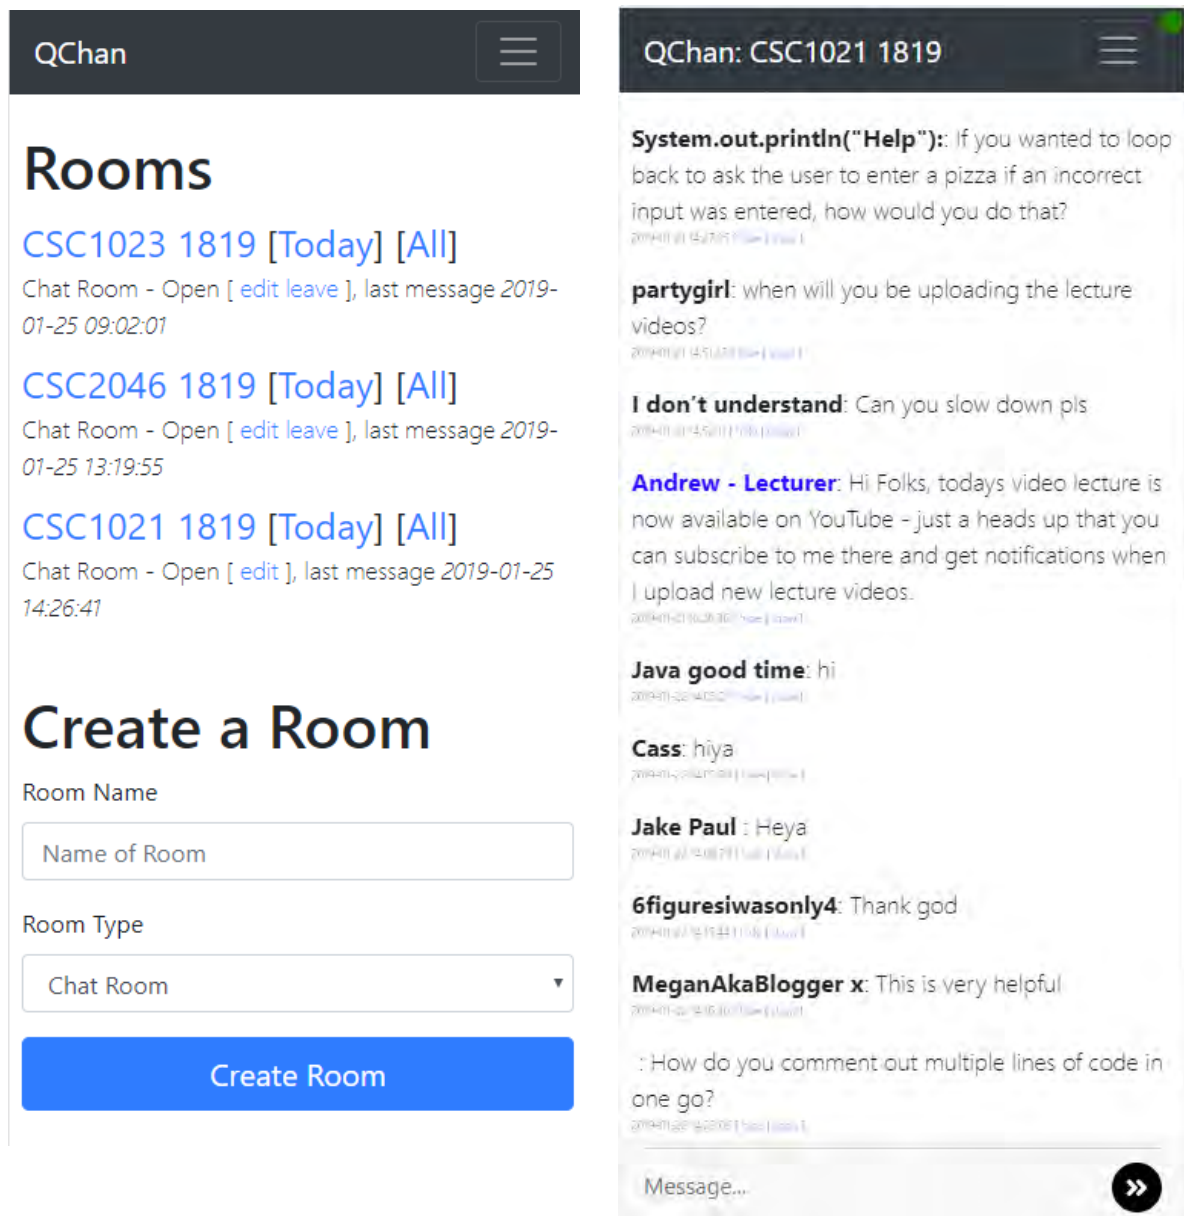 QChan
Rooms
CSC1023 1819 [Today] [All]
Chat Room - Open [ edit leave ], last message 2019-
01-25 09:02:01
CSC2046 1819 [Today] [All]
Chat Room - Open [ edit leave ], last message 2019-
01-25 13:19:55
CSC1021 1819 [Today] [All]
Chat Room - Open [ edit ], last message 2019-01-25
14:26:41
Create a Room
Room Name
Name of Room
Room Type
Chat Room
Create Room
QChan: CSC1021 1819
System.out.println("Help"):: If you wanted to loop
back to ask the user to enter a pizza if an incorrect
input was entered, how would you do that?
partygirl: when will you be uploading the lecture
videos?
I don't understand: Can you slow down pls
Andrew - Lecturer: Hi Folks, todays video lecture is
now available on YouTube - just a heads up that you
can subscribe to me there and get notifications when
I upload new lecture videos.
Java good time: hi
Cass: hiya
Jake Paul : Heya
6figuresiwasonly4: Thank god
MeganAkaBlogger x: This is very helpful
: How do you comment out multiple lines of code in
one go?
Message...